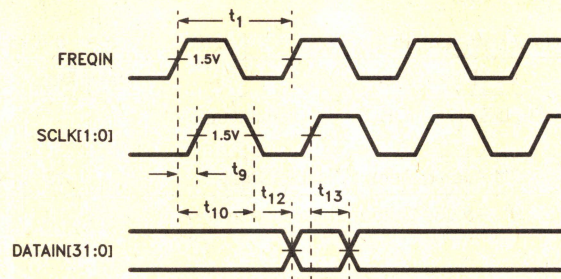 t1
FREQIN
1.5V
SCLK[1:0]
1.5V
t9
t10
t12
t13
DATAIN[31:0]